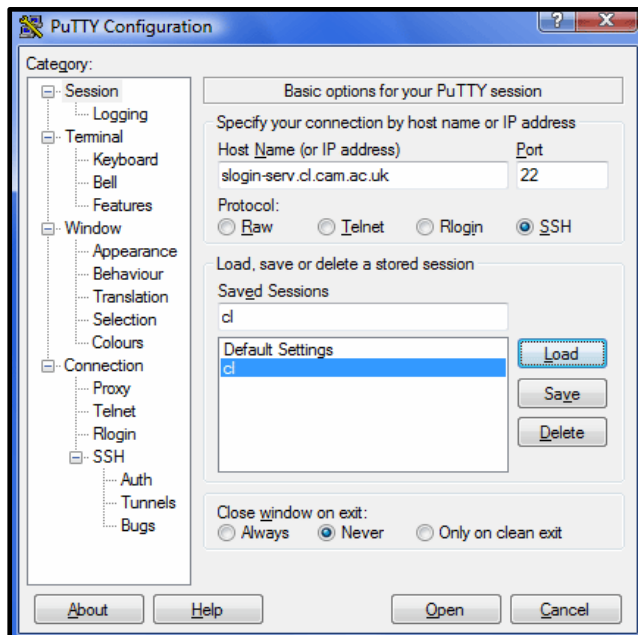 PuTTY Configuration
?
X
Category:
Session
Logging
Terminal
Keyboard
Bell
Features
Window
Appearance
Behaviour
Translation
Selection
Colours
Connection
Proxy
Telnet
Rlogin
SSH
Auth
Tunnels
Bugs
Basic options for your PuTTY session
Specify your connection by host name or IP address
Host Name (or IP address) Port
slogin-serv.cl.cam.ac.uk 22
Protocol:
Raw Telnet Rlogin SSH
Load, save or delete a stored session
Saved Sessions
cl
Default Settings
cl
Load
Save
Delete
Close window on exit:
Always Never Only on clean exit
About Help Open Cancel